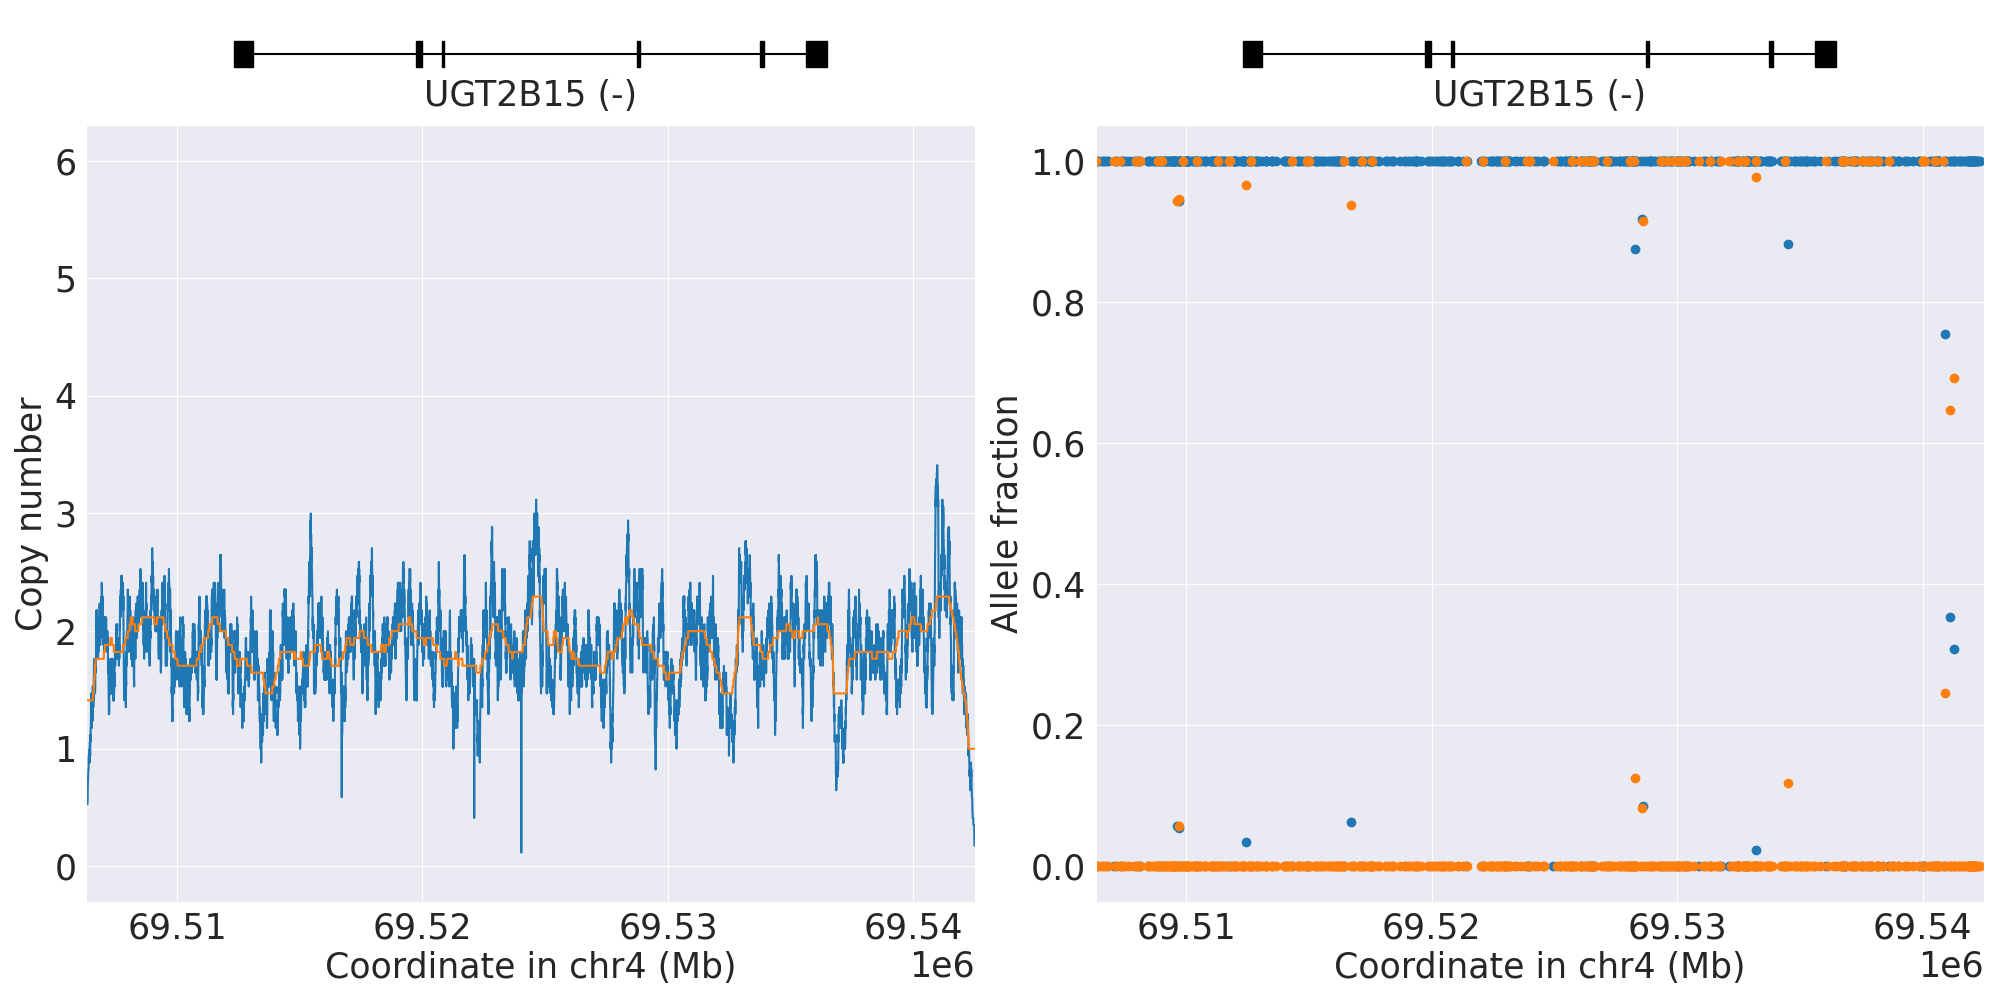 UGT2B15 (-)
6
5
4
3
2
1
0
Copy number
69.51 69.52 69.53 69.54
Coordinate in chr4 (Mb)
1e6
UGT2B15 (-)
1.0
0.8
0.6
0.4
0.2
0.0
Allele fraction
69.51 69.52 69.53 69.54
Coordinate in chr4 (Mb)
1e6